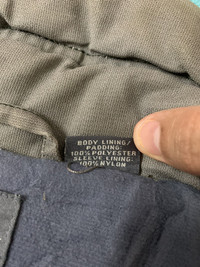 BODY LINING/
PADDING:
100% POLYESTER
SLEEVE LINING:
100% NYLON